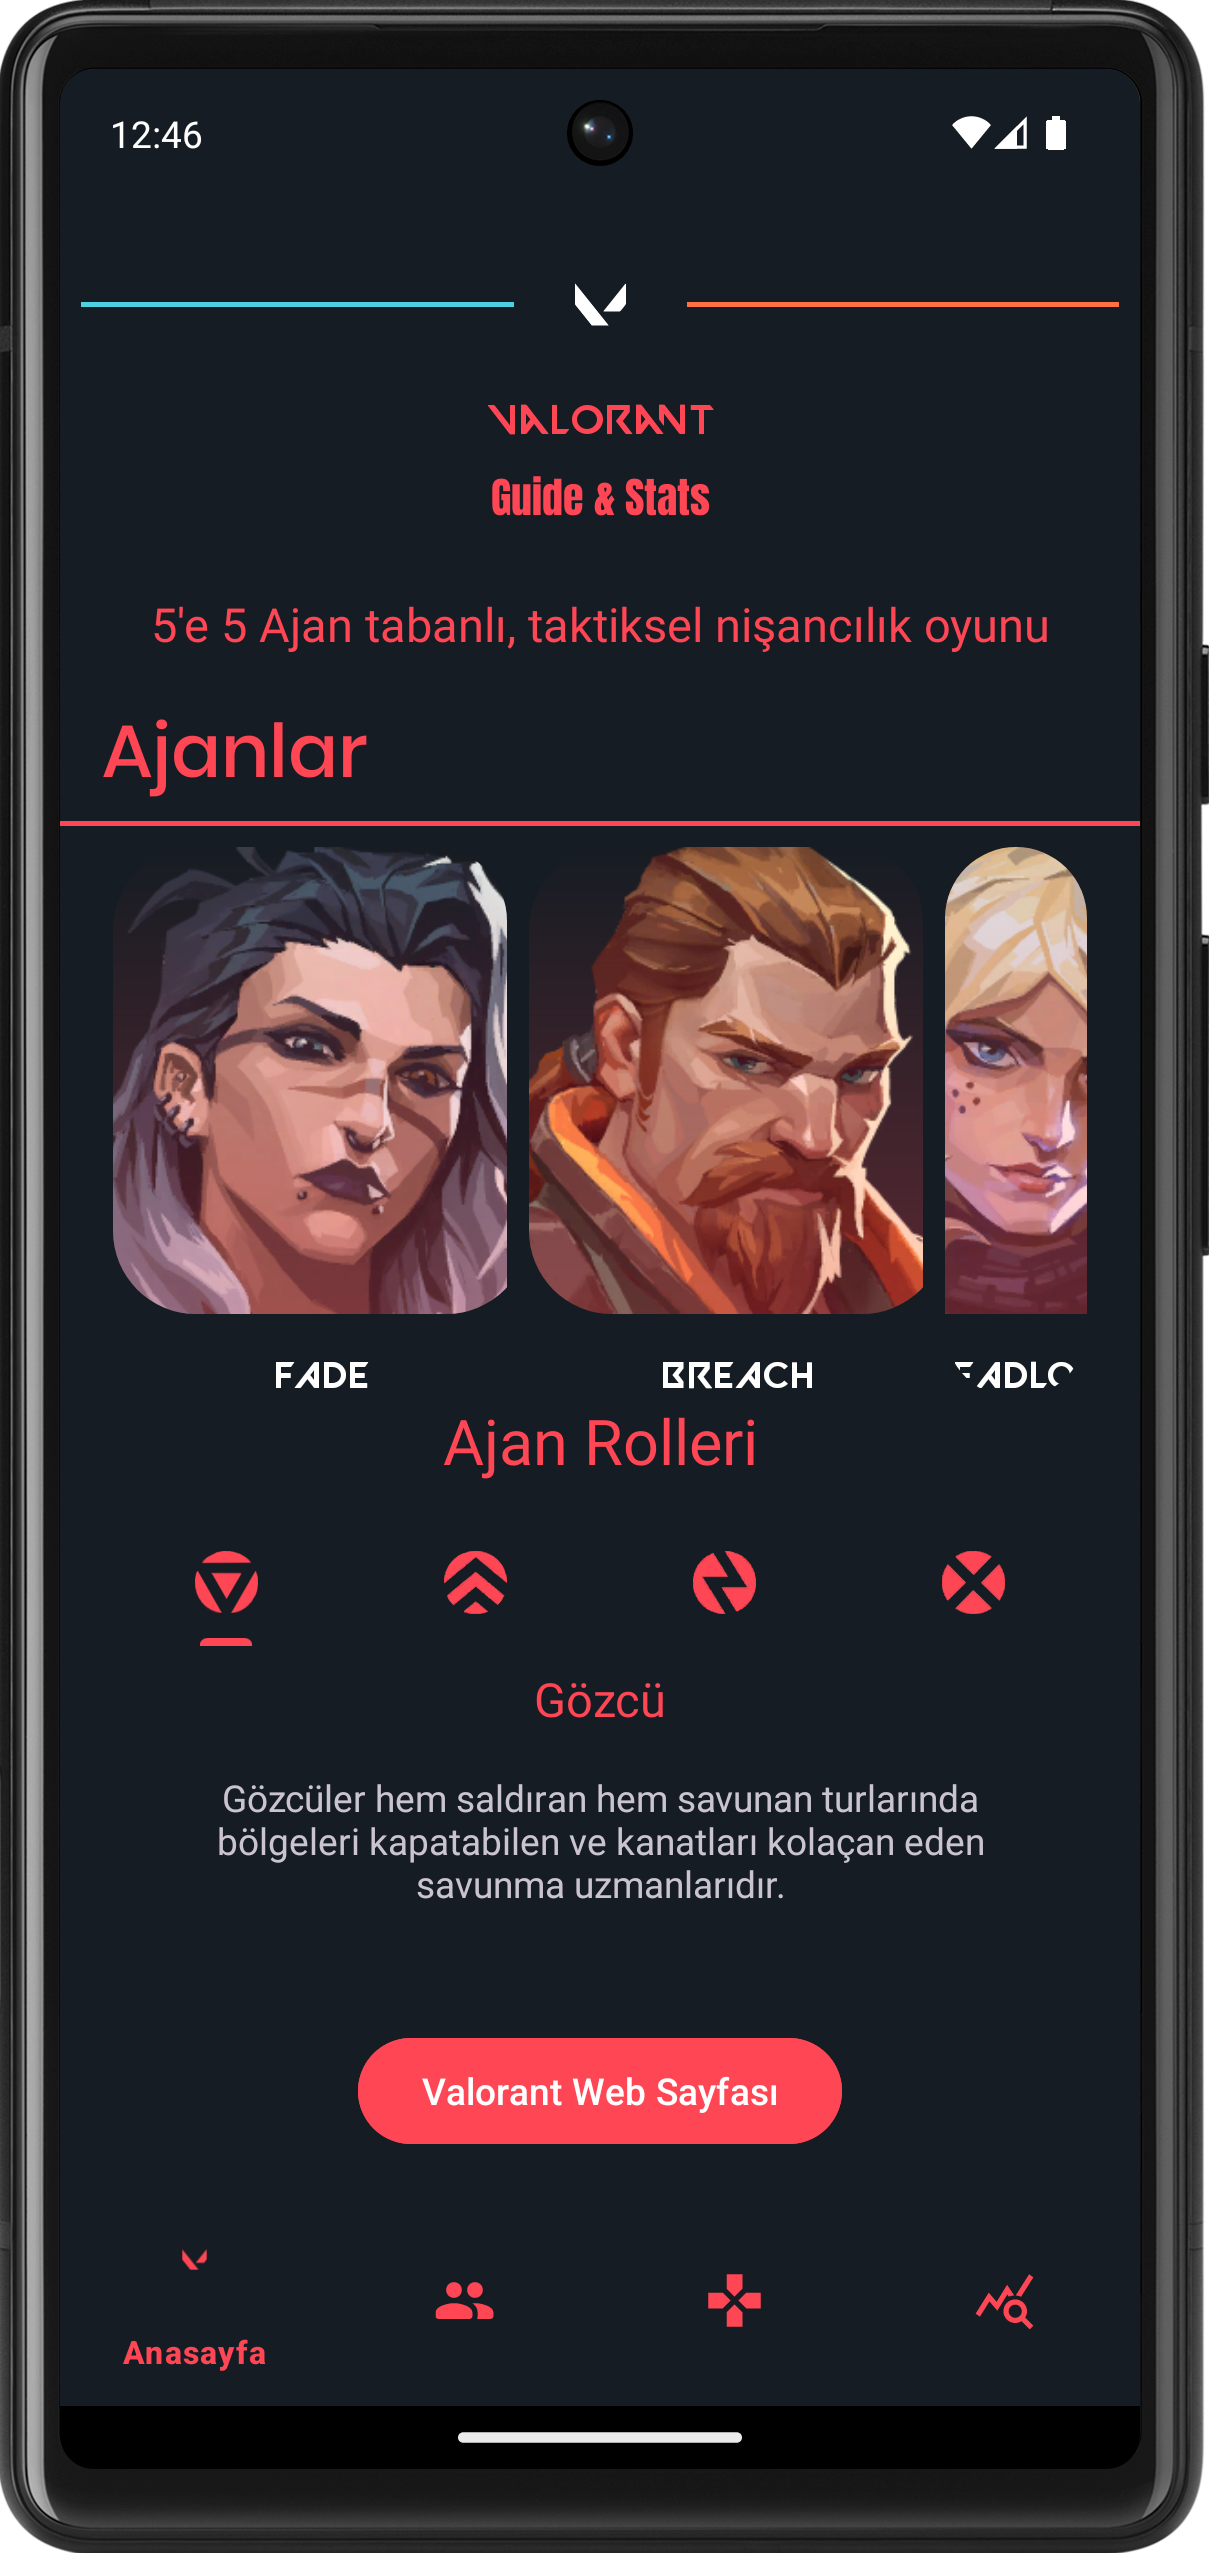 12:46
VALORANT
Guide & Stats
5'e 5 Ajan tabanlı, taktiksel nişancılık oyunu
Ajanlar
FADE
BREACH
Ajan Rolleri
Gözcü
Gözcüler hem saldıran hem savunan turlarında
bölgeleri kapatabilen ve kanatları kolaçan eden
savunma uzmanlarıdır.
Valorant Web Sayfası
Anasayfa